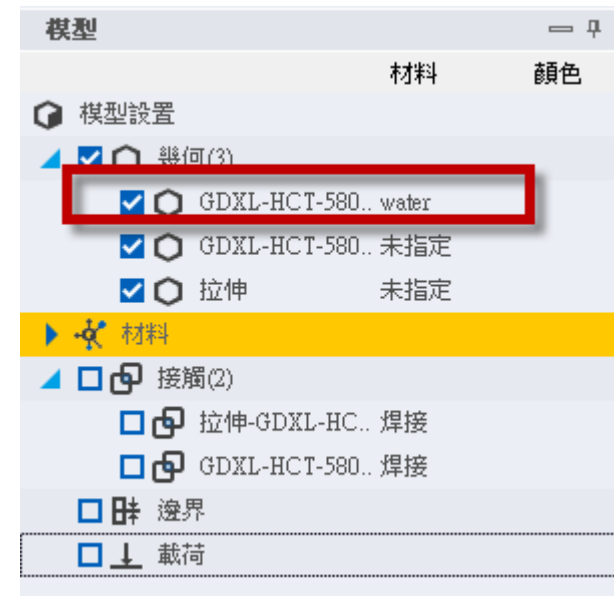 模型
材料 顏色
模型設置
幾何(3)
GDXL-HCT-580.. water
GDXL-HCT-580.. 未指定
拉伸 未指定
材料
接觸(2)
拉伸-GDXL-HC.. 焊接
GDXL-HCT-580.. 焊接
邊界
載荷